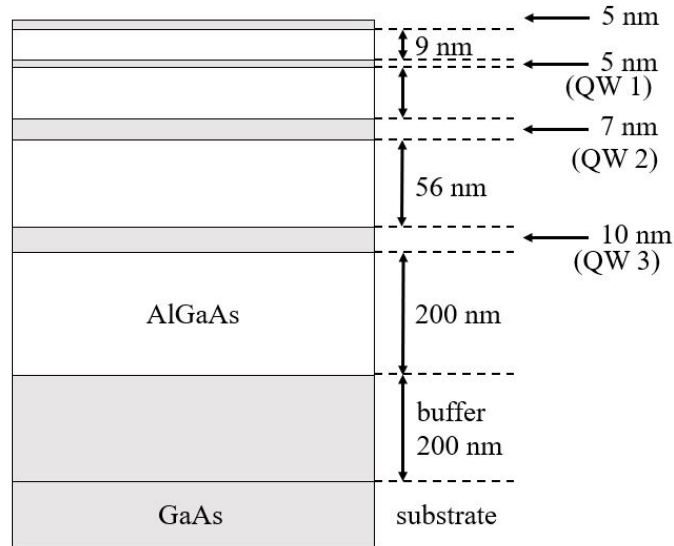 5 nm
9 nm
5 nm
(QW 1)
7 nm
(QW 2)
56 nm
10 nm
(QW 3)
AlGaAs
200 nm
buffer
200 nm
GaAs
substrate